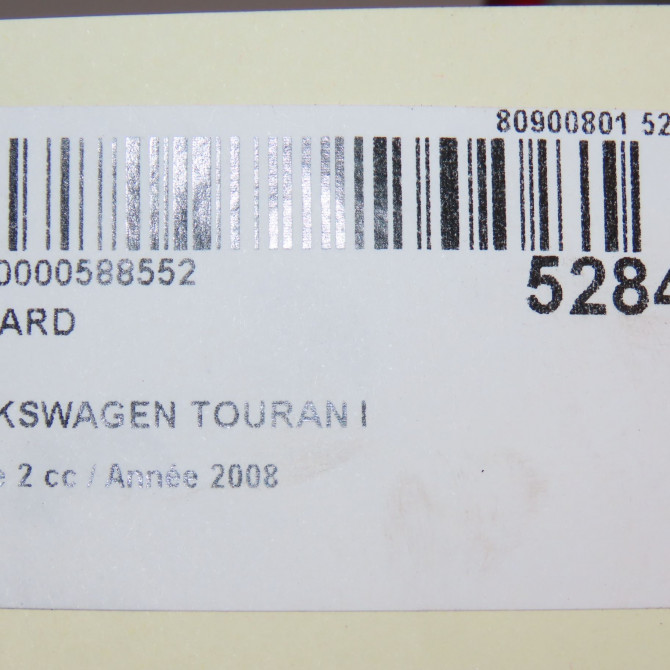 80900801 52
0000588552
5284
ARD
KSWAGEN TOURAN I
e 2 cc / Année 2008